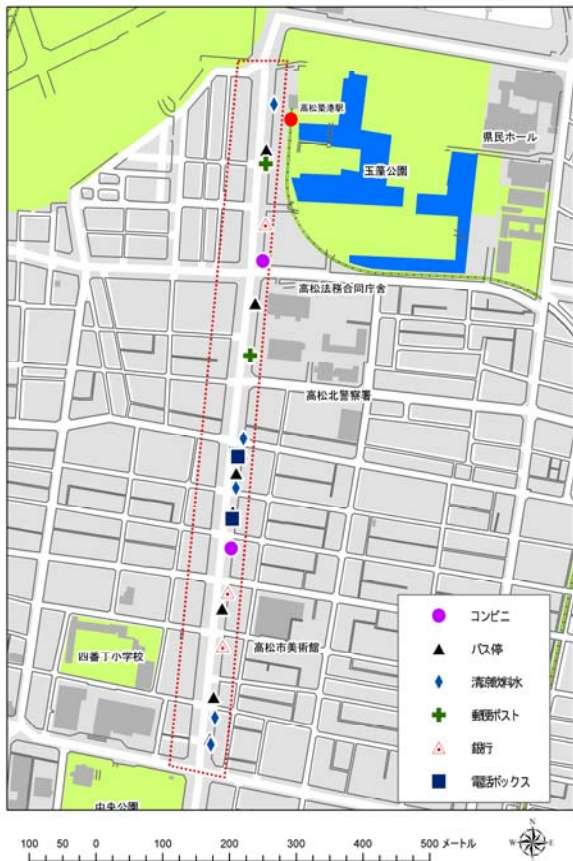 高松築港駅
県民ホール
玉藻公園
高松法務合同庁舎
高松北警察署
高松市美術館
四番丁小学校
中央公園
コンビニ
バス停
清涼飲料水
郵便ポスト
銀行
電話ボックス
100 50 0 100 200 300 400 500 メートル
N
W E
S